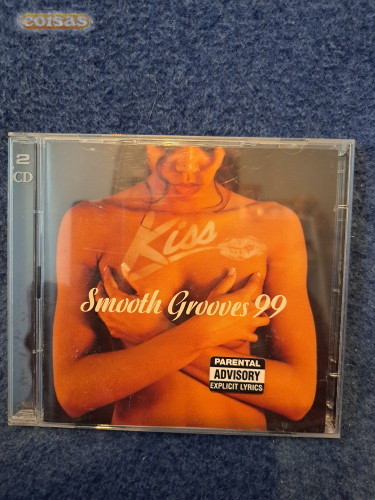 coisas
2
CD
Kiss
Smooth Grooves 99
PARENTAL
ADVISORY
EXPLICIT LYRICS